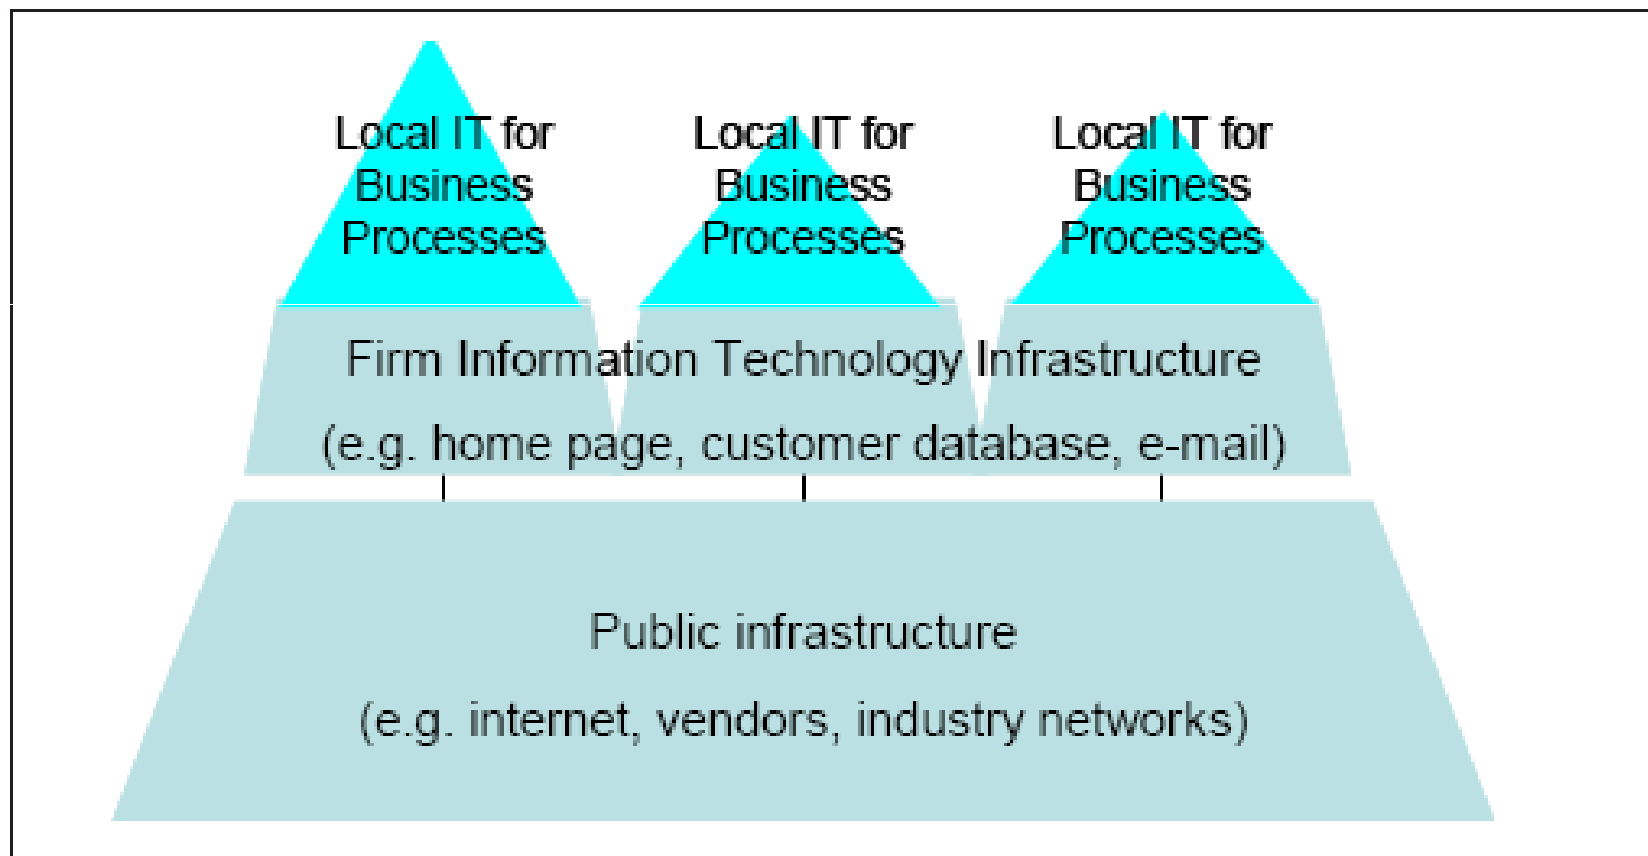 Local IT for
Business
Processes
Local IT for
Business
Processes
Local IT for
Business
Processes
Firm Information Technology Infrastructure
(e.g. home page, customer database, e-mail)
Public infrastructure
(e.g. internet, vendors, industry networks)